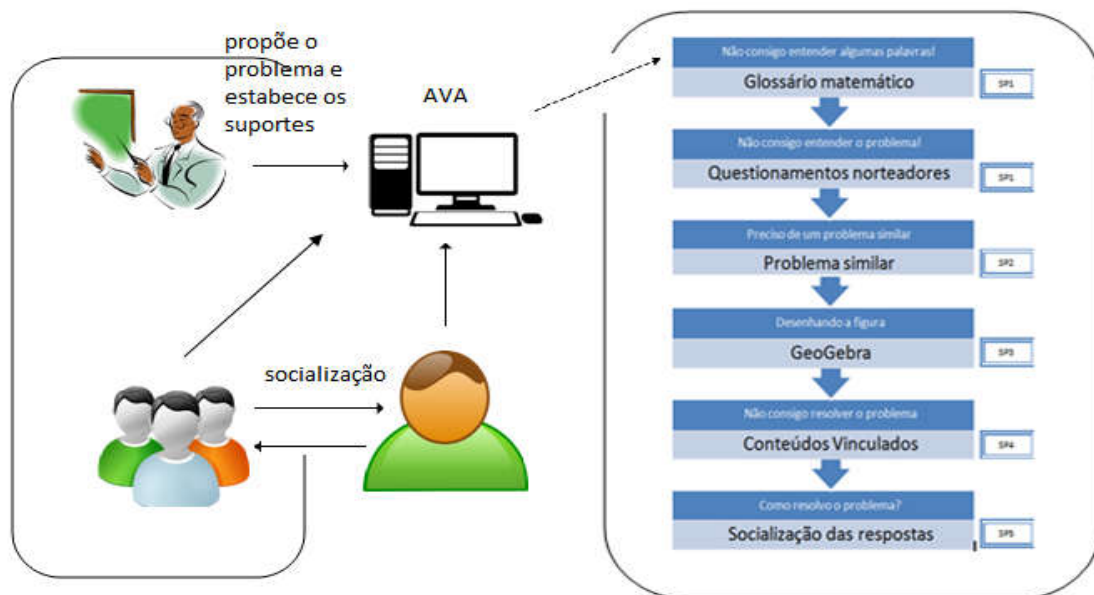 propõe o
problema e
estabece os
suportes
AVA
socialização
Não consigo entender algumas palavras!
Glossário matemático
SP1
Não consigo entender o problema!
Questionamentos norteadores
SP1
Preciso de um problema similar
Problema similar
SP2
Desenhando a figura
GeoGebra
SP3
Não consigo resolver o problema
Conteúdos Vinculados
SP4
Como resolvo o problema?
Socialização das respostas
SP5